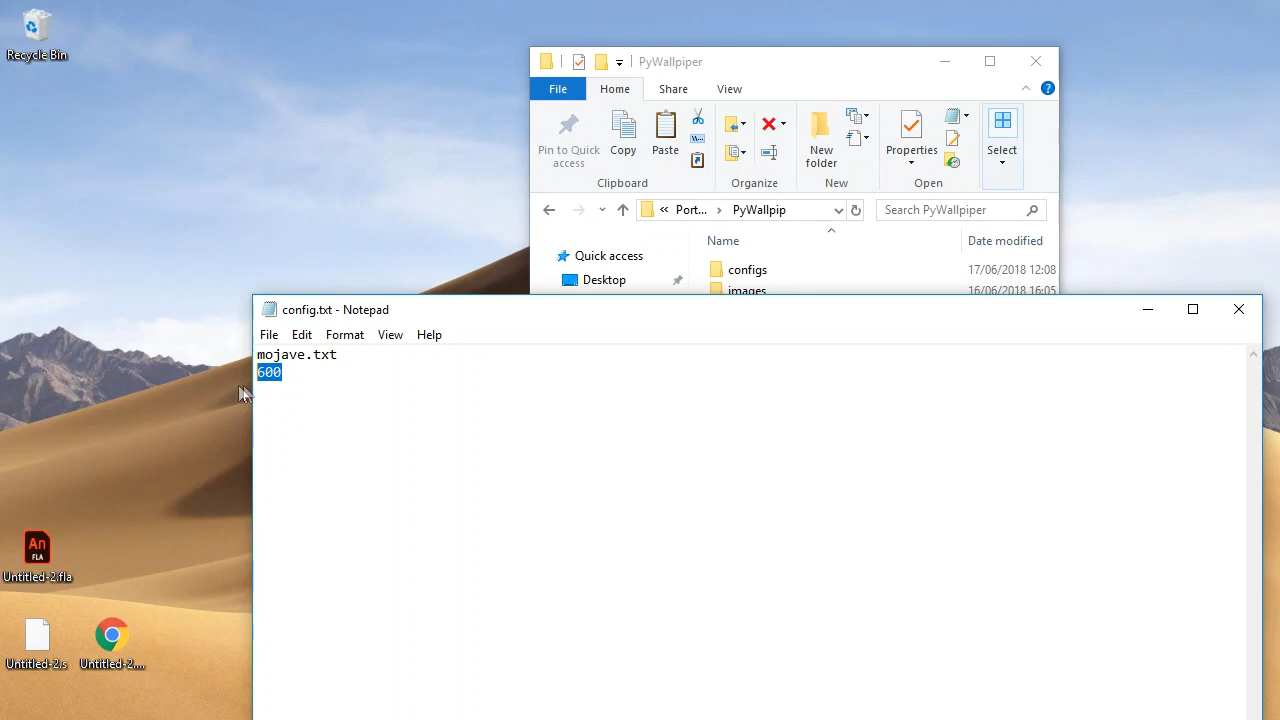 Recycle Bin
PyWallpiper
File Home Share View
Pin to Quick access
Copy
Paste
New folder
Properties
Select
Clipboard Organize New Open Select
Port... PyWallpip
Search PyWallpiper
Name Date modified
Quick access
Desktop
configs 17/06/2018 12:08
images 16/06/2018 16:05
config.txt - Notepad
File Edit Format View Help
mojave.txt
600
An
FLA
Untitled-2.fla
Untitled-2.s
Untitled-2....